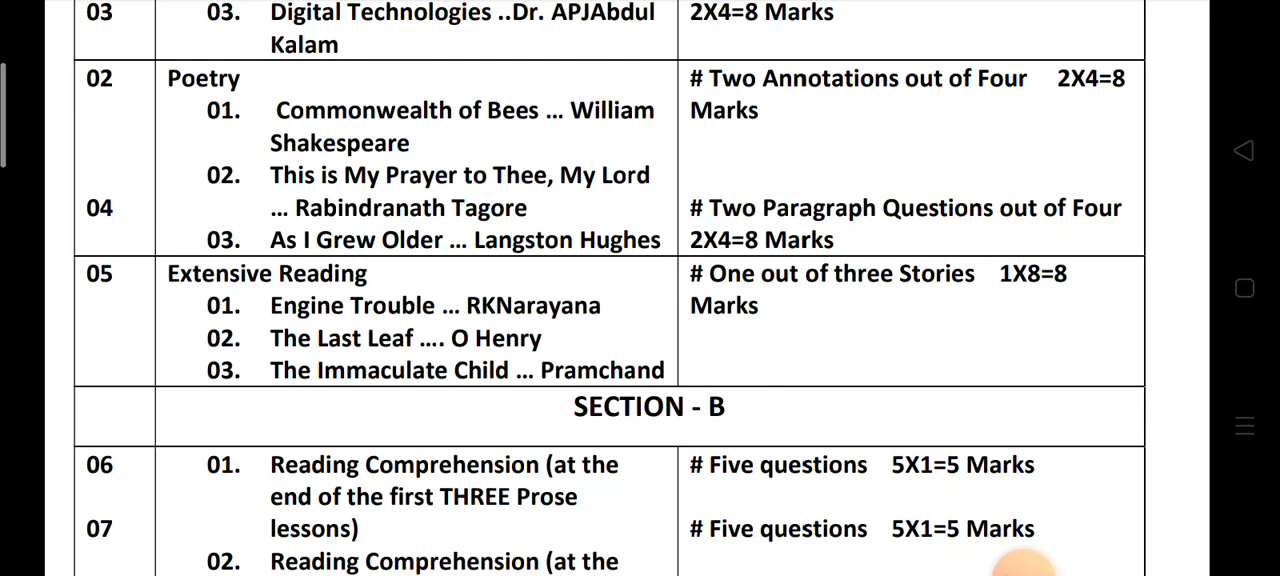 03 03. Digital Technologies ..Dr. APJAbdul 2X4=8 Marks
Kalam
02 Poetry # Two Annotations out of Four 2X4=8
01. Commonwealth of Bees ... William Marks
Shakespeare
02. This is My Prayer to Thee, My Lord
04 ... Rabindranath Tagore # Two Paragraph Questions out of Four
03. As I Grew Older ... Langston Hughes 2X4=8 Marks
05 Extensive Reading # One out of three Stories 1X8=8
01. Engine Trouble ... RKNarayana Marks
02. The Last Leaf .... O Henry
03. The Immaculate Child ... Pramchand
SECTION - B
06 01. Reading Comprehension (at the # Five questions 5X1=5 Marks
end of the first THREE Prose
07 lessons) # Five questions 5X1=5 Marks
02. Reading Comprehension (at the